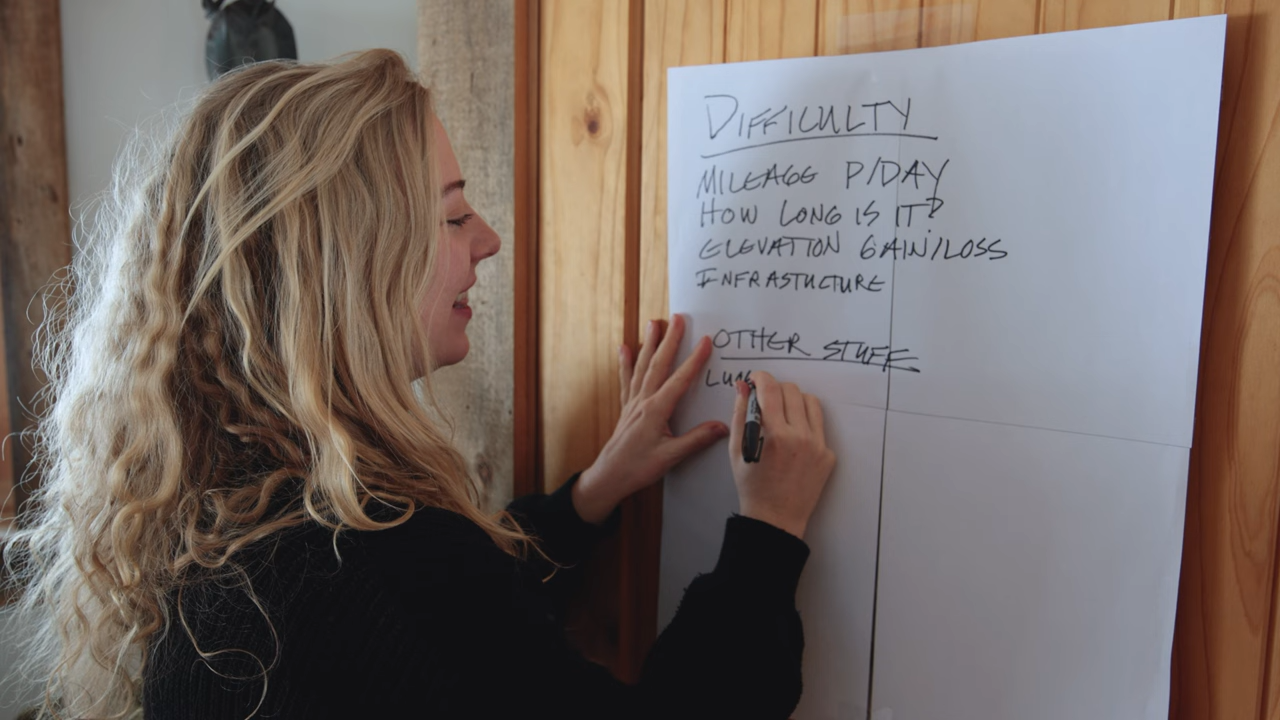 DIFFICULTY
MILEAGE P/DAY
HOW LONG IS IT?
ELEVATION GAIN/LOSS
INFRASTUCTURE
OTHER STUFF